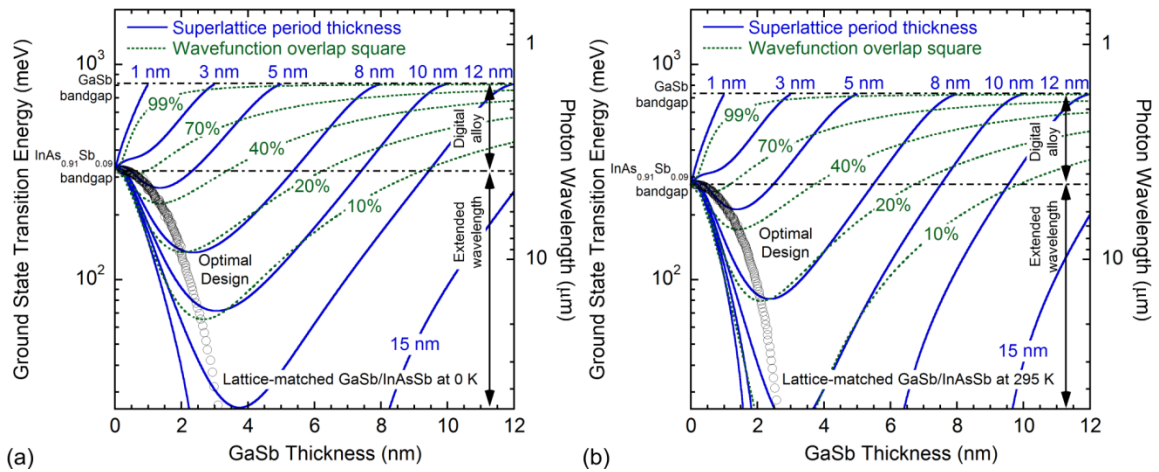 Superlattice period thickness
Wavefunction overlap square
1 nm 3 nm 5 nm 8 nm 10 nm 12 nm
GaSb
bandgap
99%
70%
40%
20%
10%
InAs0.91Sb0.09
bandgap
Digital
alloy
Extended
wavelength
Optimal
Design
15 nm
Lattice-matched GaSb/InAsSb at 0 K
Ground State Transition Energy (meV)
10³
10²
Photon Wavelength (μm)
1
10
0 2 4 6 8 10 12
GaSb Thickness (nm)
(a)
Superlattice period thickness
Wavefunction overlap square
1 nm 3 nm 5 nm 8 nm 10 nm 12 nm
GaSb
bandgap
99%
70%
40%
20%
10%
InAs0.91Sb0.09
bandgap
Digital
alloy
Extended
wavelength
Optimal
Design
15 nm
Lattice-matched GaSb/InAsSb at 295 K
Ground State Transition Energy (meV)
10³
10²
Photon Wavelength (μm)
1
10
0 2 4 6 8 10 12
GaSb Thickness (nm)
(b)